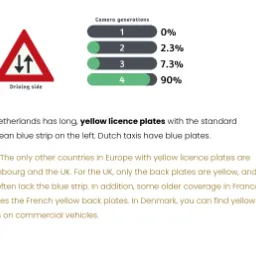 Camera generations
1 0%
2 2.3%
3 7.3%
4 90%
Driving side
etherlands has long, yellow licence plates with the standard
ean blue strip on the left. Dutch taxis have blue plates.
The only other countries in Europe with yellow licence plates are
bourg and the UK. For the UK, only the back plates are yellow, and
ften lack the blue strip. In addition, some older coverage in France
es the French yellow back plates. In Denmark, you can find yellow
on commercial vehicles.